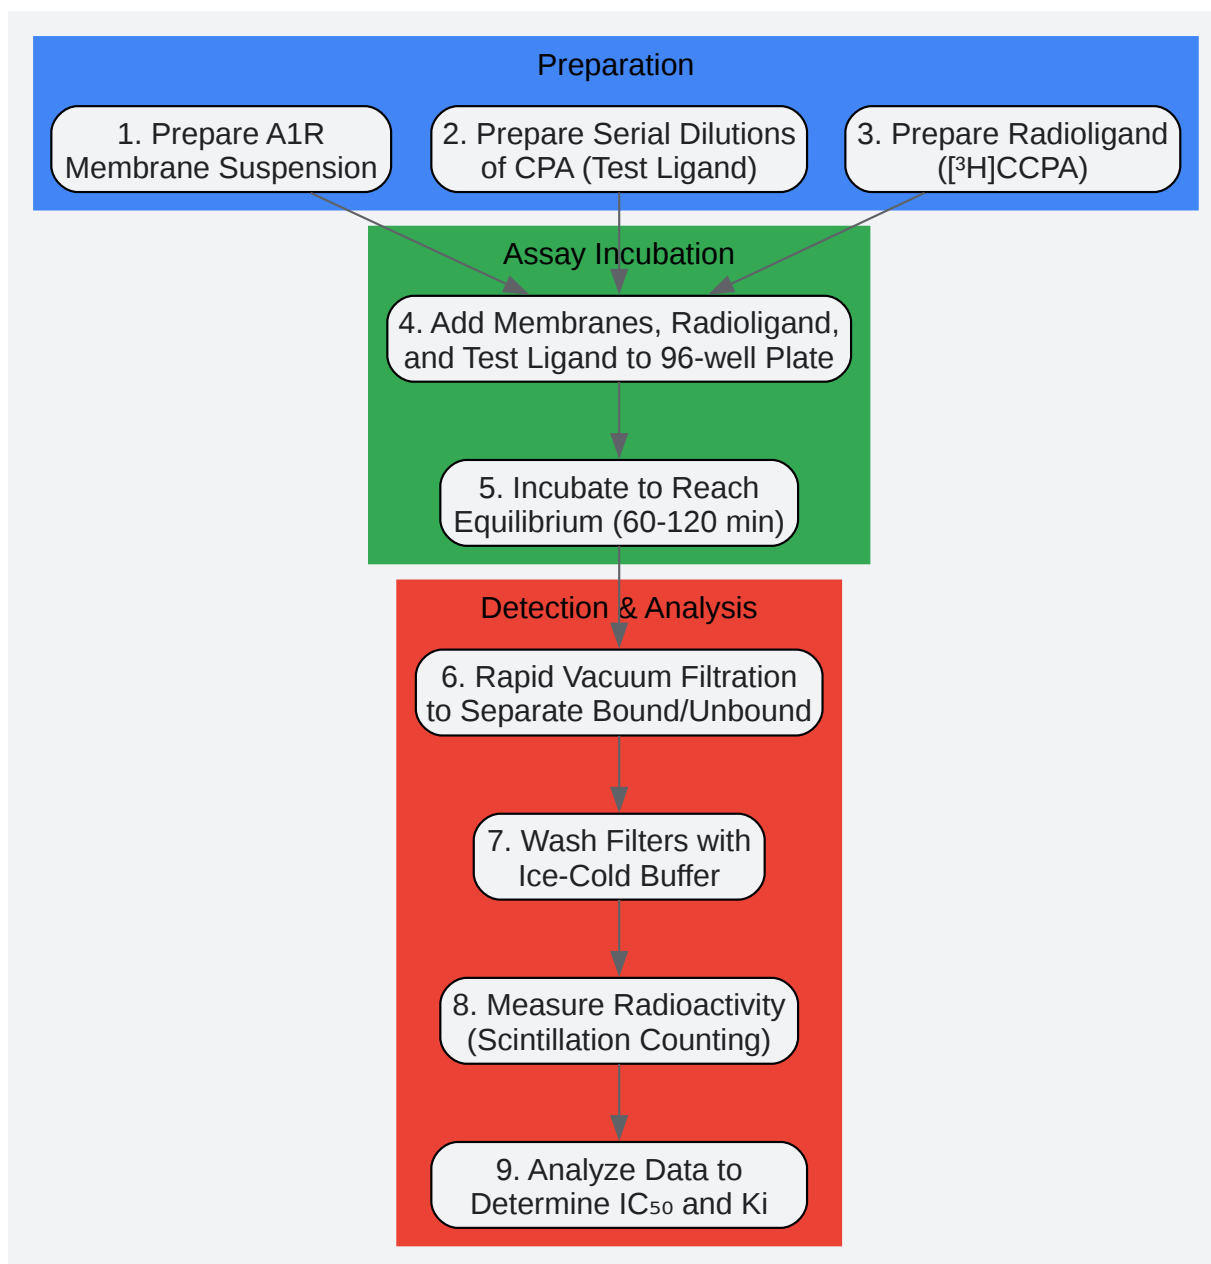 Preparation
1. Prepare A1R
Membrane Suspension
2. Prepare Serial Dilutions
of CPA (Test Ligand)
3. Prepare Radioligand
([³H]CCPA)
Assay Incubation
4. Add Membranes, Radioligand,
and Test Ligand to 96-well Plate
5. Incubate to Reach
Equilibrium (60-120 min)
Detection & Analysis
6. Rapid Vacuum Filtration
to Separate Bound/Unbound
7. Wash Filters with
Ice-Cold Buffer
8. Measure Radioactivity
(Scintillation Counting)
9. Analyze Data to
Determine IC₅₀ and Ki